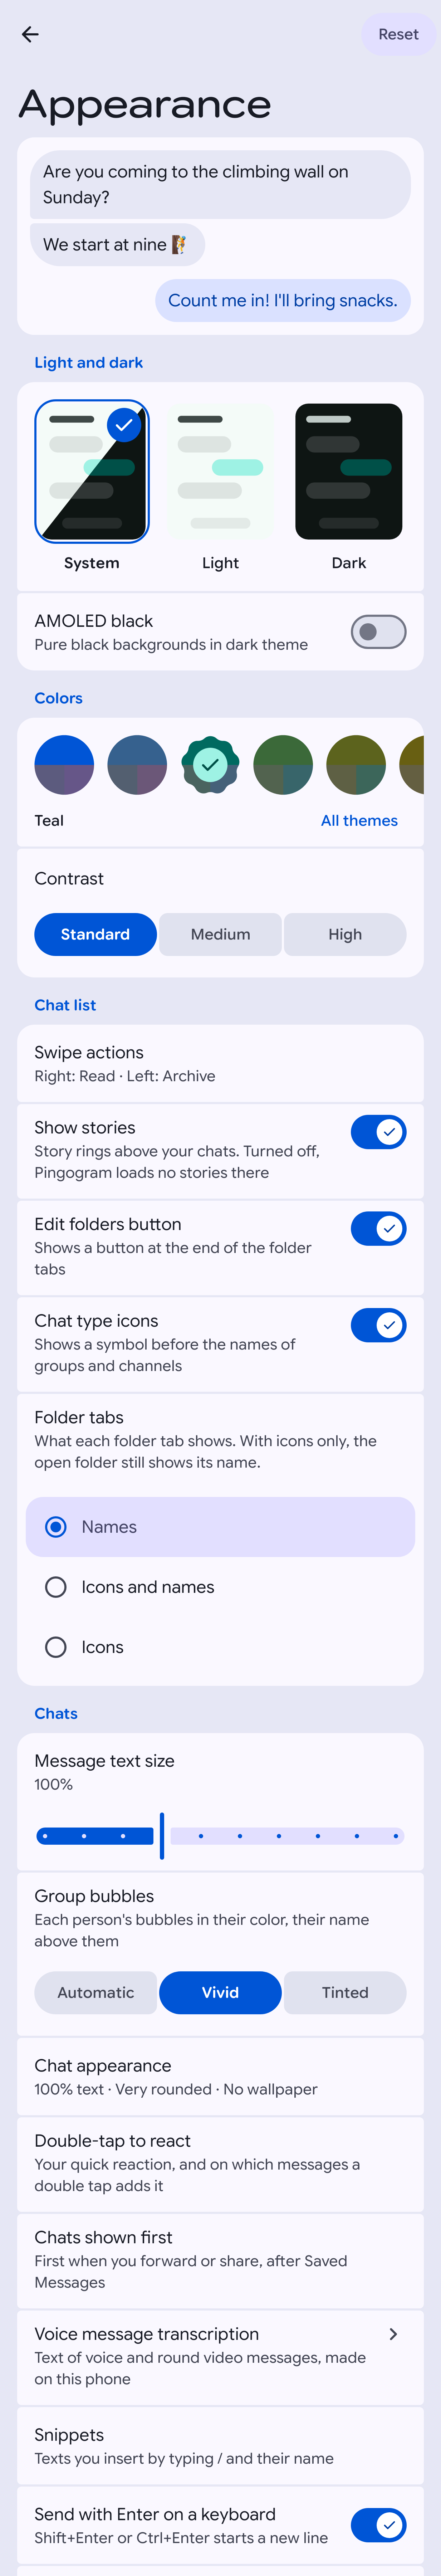 Reset
Appearance
Are you coming to the climbing wall on
Sunday?
We start at nine 🧗
Count me in! I'll bring snacks.
Light and dark
System
Light
Dark
AMOLED black
Pure black backgrounds in dark theme
Colors
Teal
All themes
Contrast
Standard
Medium
High
Chat list
Swipe actions
Right: Read · Left: Archive
Show stories
Story rings above your chats. Turned off,
Pingogram loads no stories there
Edit folders button
Shows a button at the end of the folder
tabs
Chat type icons
Shows a symbol before the names of
groups and channels
Folder tabs
What each folder tab shows. With icons only, the
open folder still shows its name.
Names
Icons and names
Icons
Chats
Message text size
100%
Group bubbles
Each person's bubbles in their color, their name
above them
Automatic
Vivid
Tinted
Chat appearance
100% text · Very rounded · No wallpaper
Double-tap to react
Your quick reaction, and on which messages a
double tap adds it
Chats shown first
First when you forward or share, after Saved
Messages
Voice message transcription
Text of voice and round video messages, made
on this phone
Snippets
Texts you insert by typing / and their name
Send with Enter on a keyboard
Shift+Enter or Ctrl+Enter starts a new line